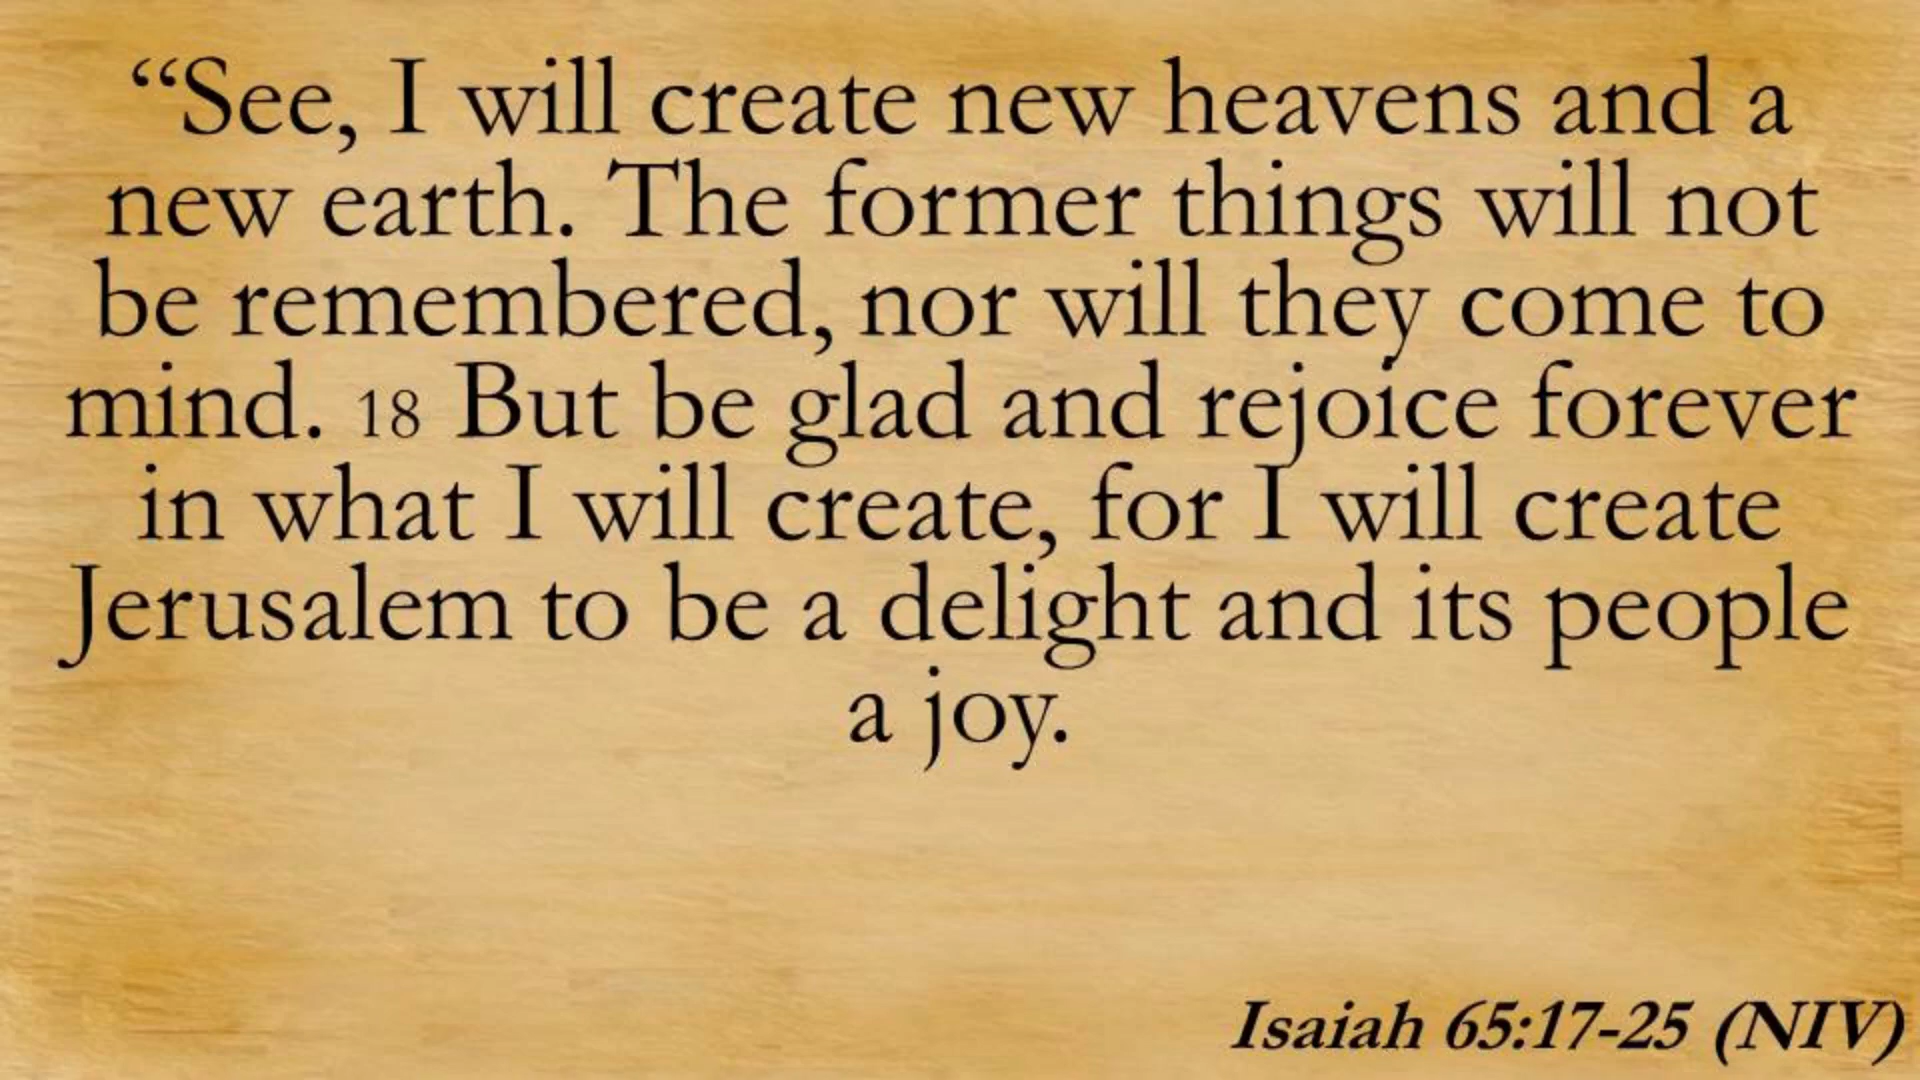 “See, I will create new heavens and a
new earth. The former things will not
be remembered, nor will they come to
mind. 18 But be glad and rejoice forever
in what I will create, for I will create
Jerusalem to be a delight and its people
a joy.
Isaiah 65:17-25 (NIV)